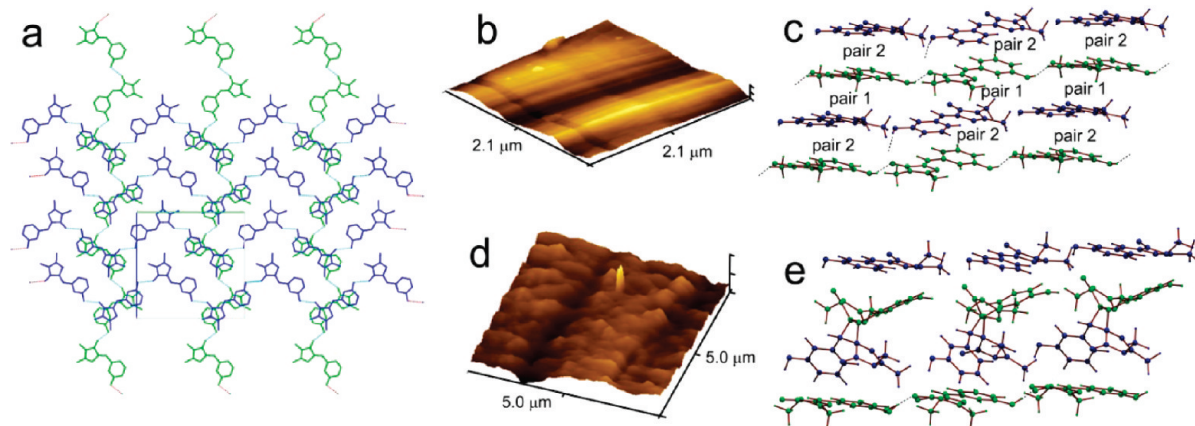 a
b
2.1 μm
2.1 μm
c
pair 2
pair 2
pair 2
pair 1
pair 1
pair 1
pair 2
pair 2
pair 2
d
5.0 μm
5.0 μm
e